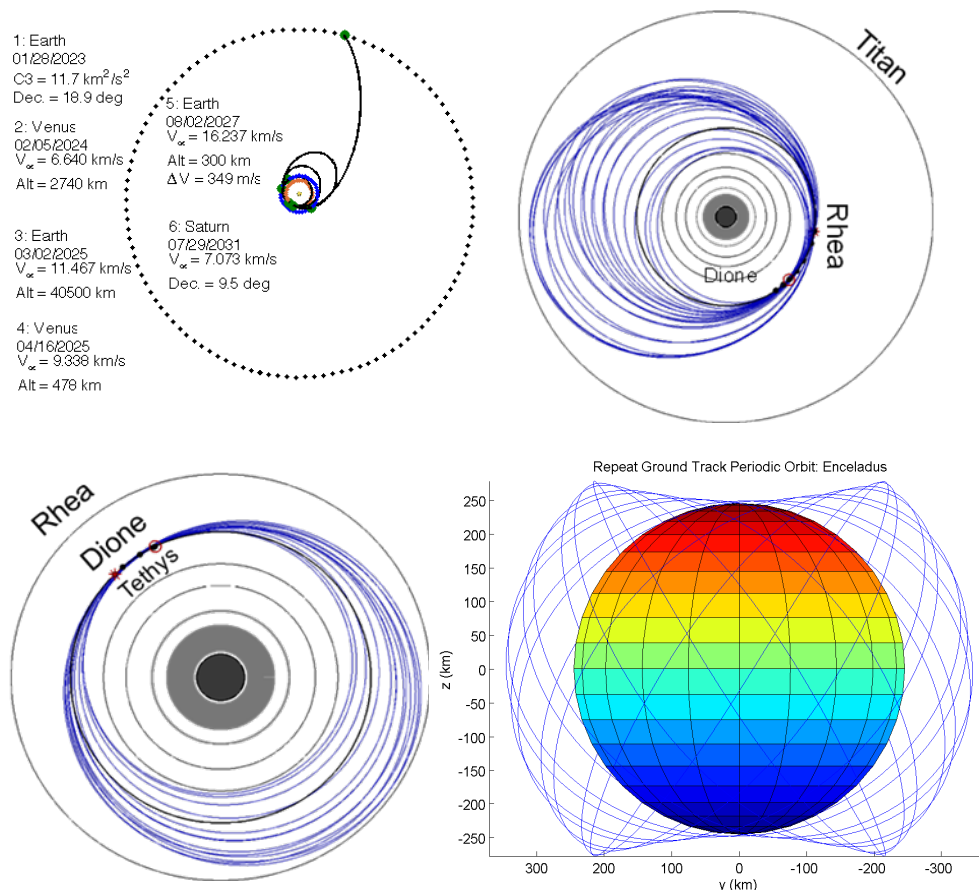 1: Earth
01/28/2023
C3 = 11.7 km²/s²
Dec. = 18.9 deg
2: Venus
02/05/2024
V∝ = 6.640 km/s
Alt = 2740 km
3: Earth
03/02/2025
V∝ = 11.467 km/s
Alt = 40500 km
4: Venus
04/16/2025
V∝ = 9.338 km/s
Alt = 478 km
5: Earth
08/02/2027
V∝ = 16.237 km/s
Alt = 300 km
ΔV = 349 m/s
6: Saturn
07/29/2031
V∝ = 7.073 km/s
Dec. = 9.5 deg
Titan
Rhea
Dione
Rhea
Dione
Tethys
Repeat Ground Track Periodic Orbit: Enceladus
z (km)
250
200
150
100
50
0
-50
-100
-150
-200
-250
300 200 100 0 -100 -200 -300
y (km)